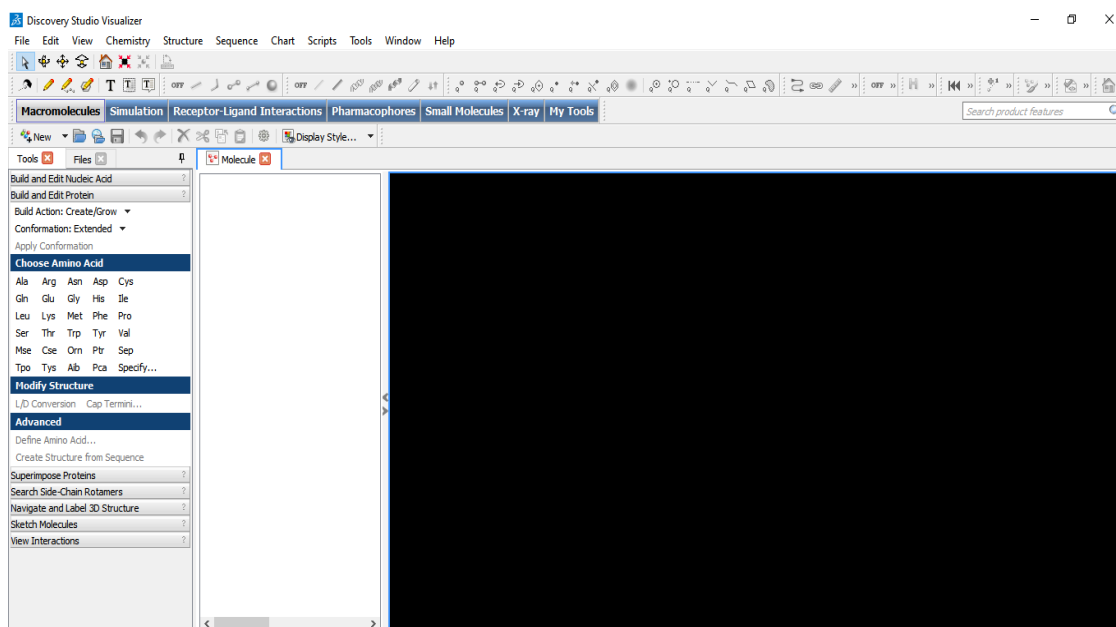 Discovery Studio Visualizer
File Edit View Chemistry Structure Sequence Chart Scripts Tools Window Help
T T T OFF OFF OFF H
Macromolecules Simulation Receptor-Ligand Interactions Pharmacophores Small Molecules X-ray My Tools Search product features
New Display Style...
Tools Files Molecule
Build and Edit Nucleic Acid ?
Build and Edit Protein ?
Build Action: Create/Grow
Conformation: Extended
Apply Conformation
Choose Amino Acid
Ala Arg Asn Asp Cys
Gln Glu Gly His Ile
Leu Lys Met Phe Pro
Ser Thr Trp Tyr Val
Mse Cse Orn Ptr Sep
Tpo Tys Aib Pca Specify...
Modify Structure
L/D Conversion Cap Termini...
Advanced
Define Amino Acid...
Create Structure from Sequence
Superimpose Proteins ?
Search Side-Chain Rotamers ?
Navigate and Label 3D Structure ?
Sketch Molecules ?
View Interactions ?